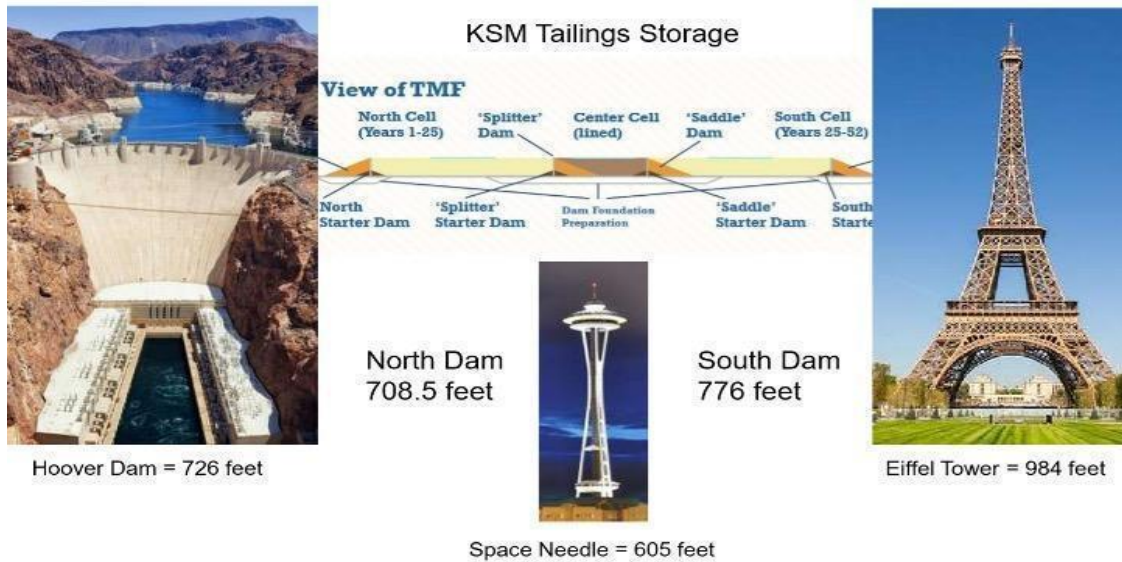 KSM Tailings Storage
View of TMF
North Cell
(Years 1-25)
'Splitter'
Dam
Center Cell
(lined)
'Saddle'
Dam
South Cell
(Years 25-52)
North
Starter Dam
'Splitter'
Starter Dam
Dam Foundation
Preparation
'Saddle'
Starter Dam
South
Starte
North Dam
708.5 feet
South Dam
776 feet
Hoover Dam = 726 feet
Eiffel Tower = 984 feet
Space Needle = 605 feet